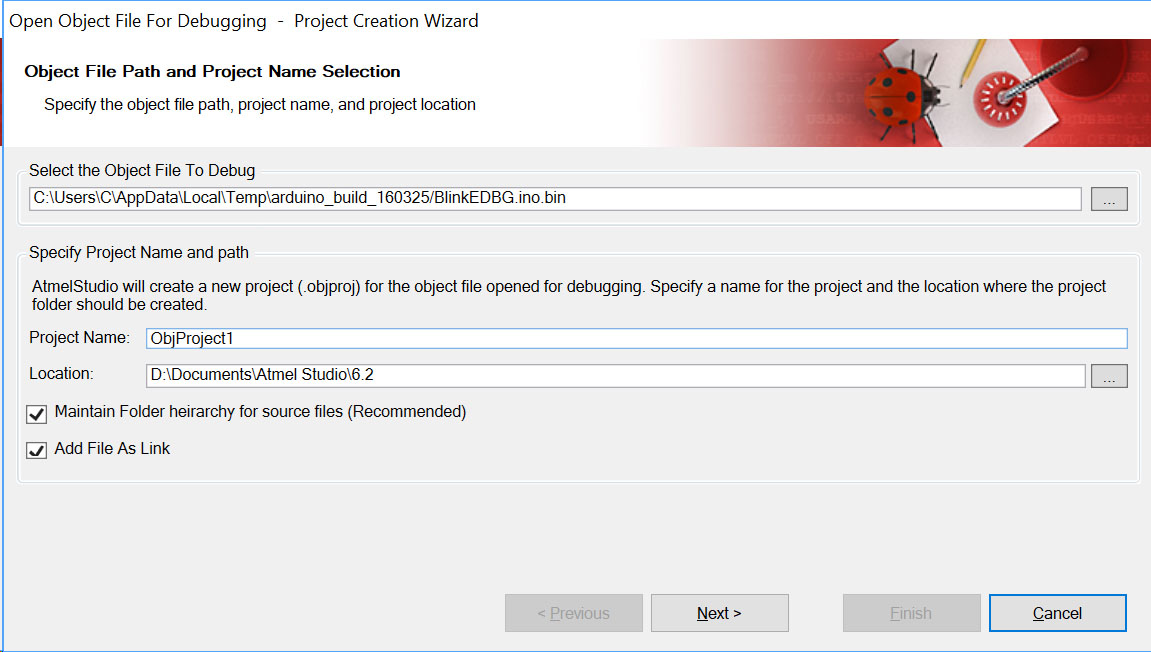 Open Object File For Debugging - Project Creation Wizard
Object File Path and Project Name Selection
Specify the object file path, project name, and project location
Select the Object File To Debug
C:\Users\C\AppData\Local\Temp\arduino_build_160325/BlinkEDBG.ino.bin
...
Specify Project Name and path
AtmelStudio will create a new project (.objproj) for the object file opened for debugging. Specify a name for the project and the location where the project
folder should be created.
Project Name: ObjProject1
Location: D:\Documents\Atmel Studio\6.2 ...
Maintain Folder heirarchy for source files (Recommended)
Add File As Link
< Previous Next > Finish Cancel